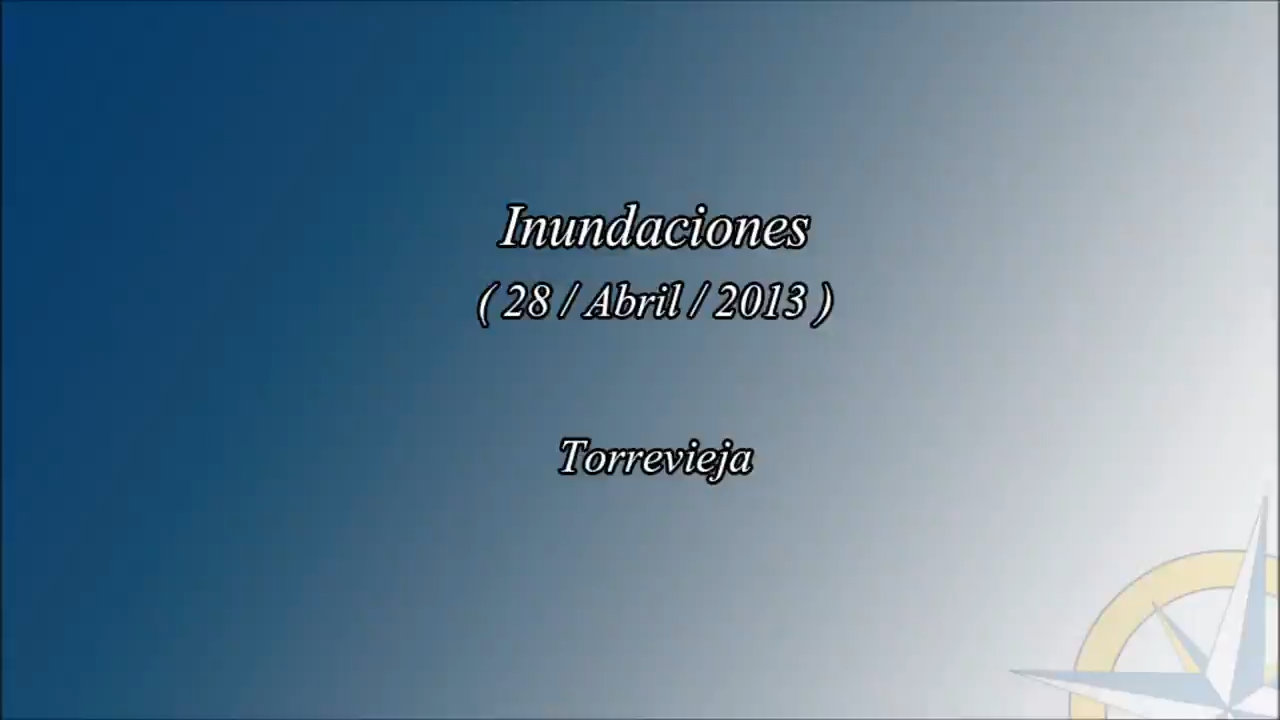 Inundaciones
( 28 / Abril / 2013 )
Torrevieja